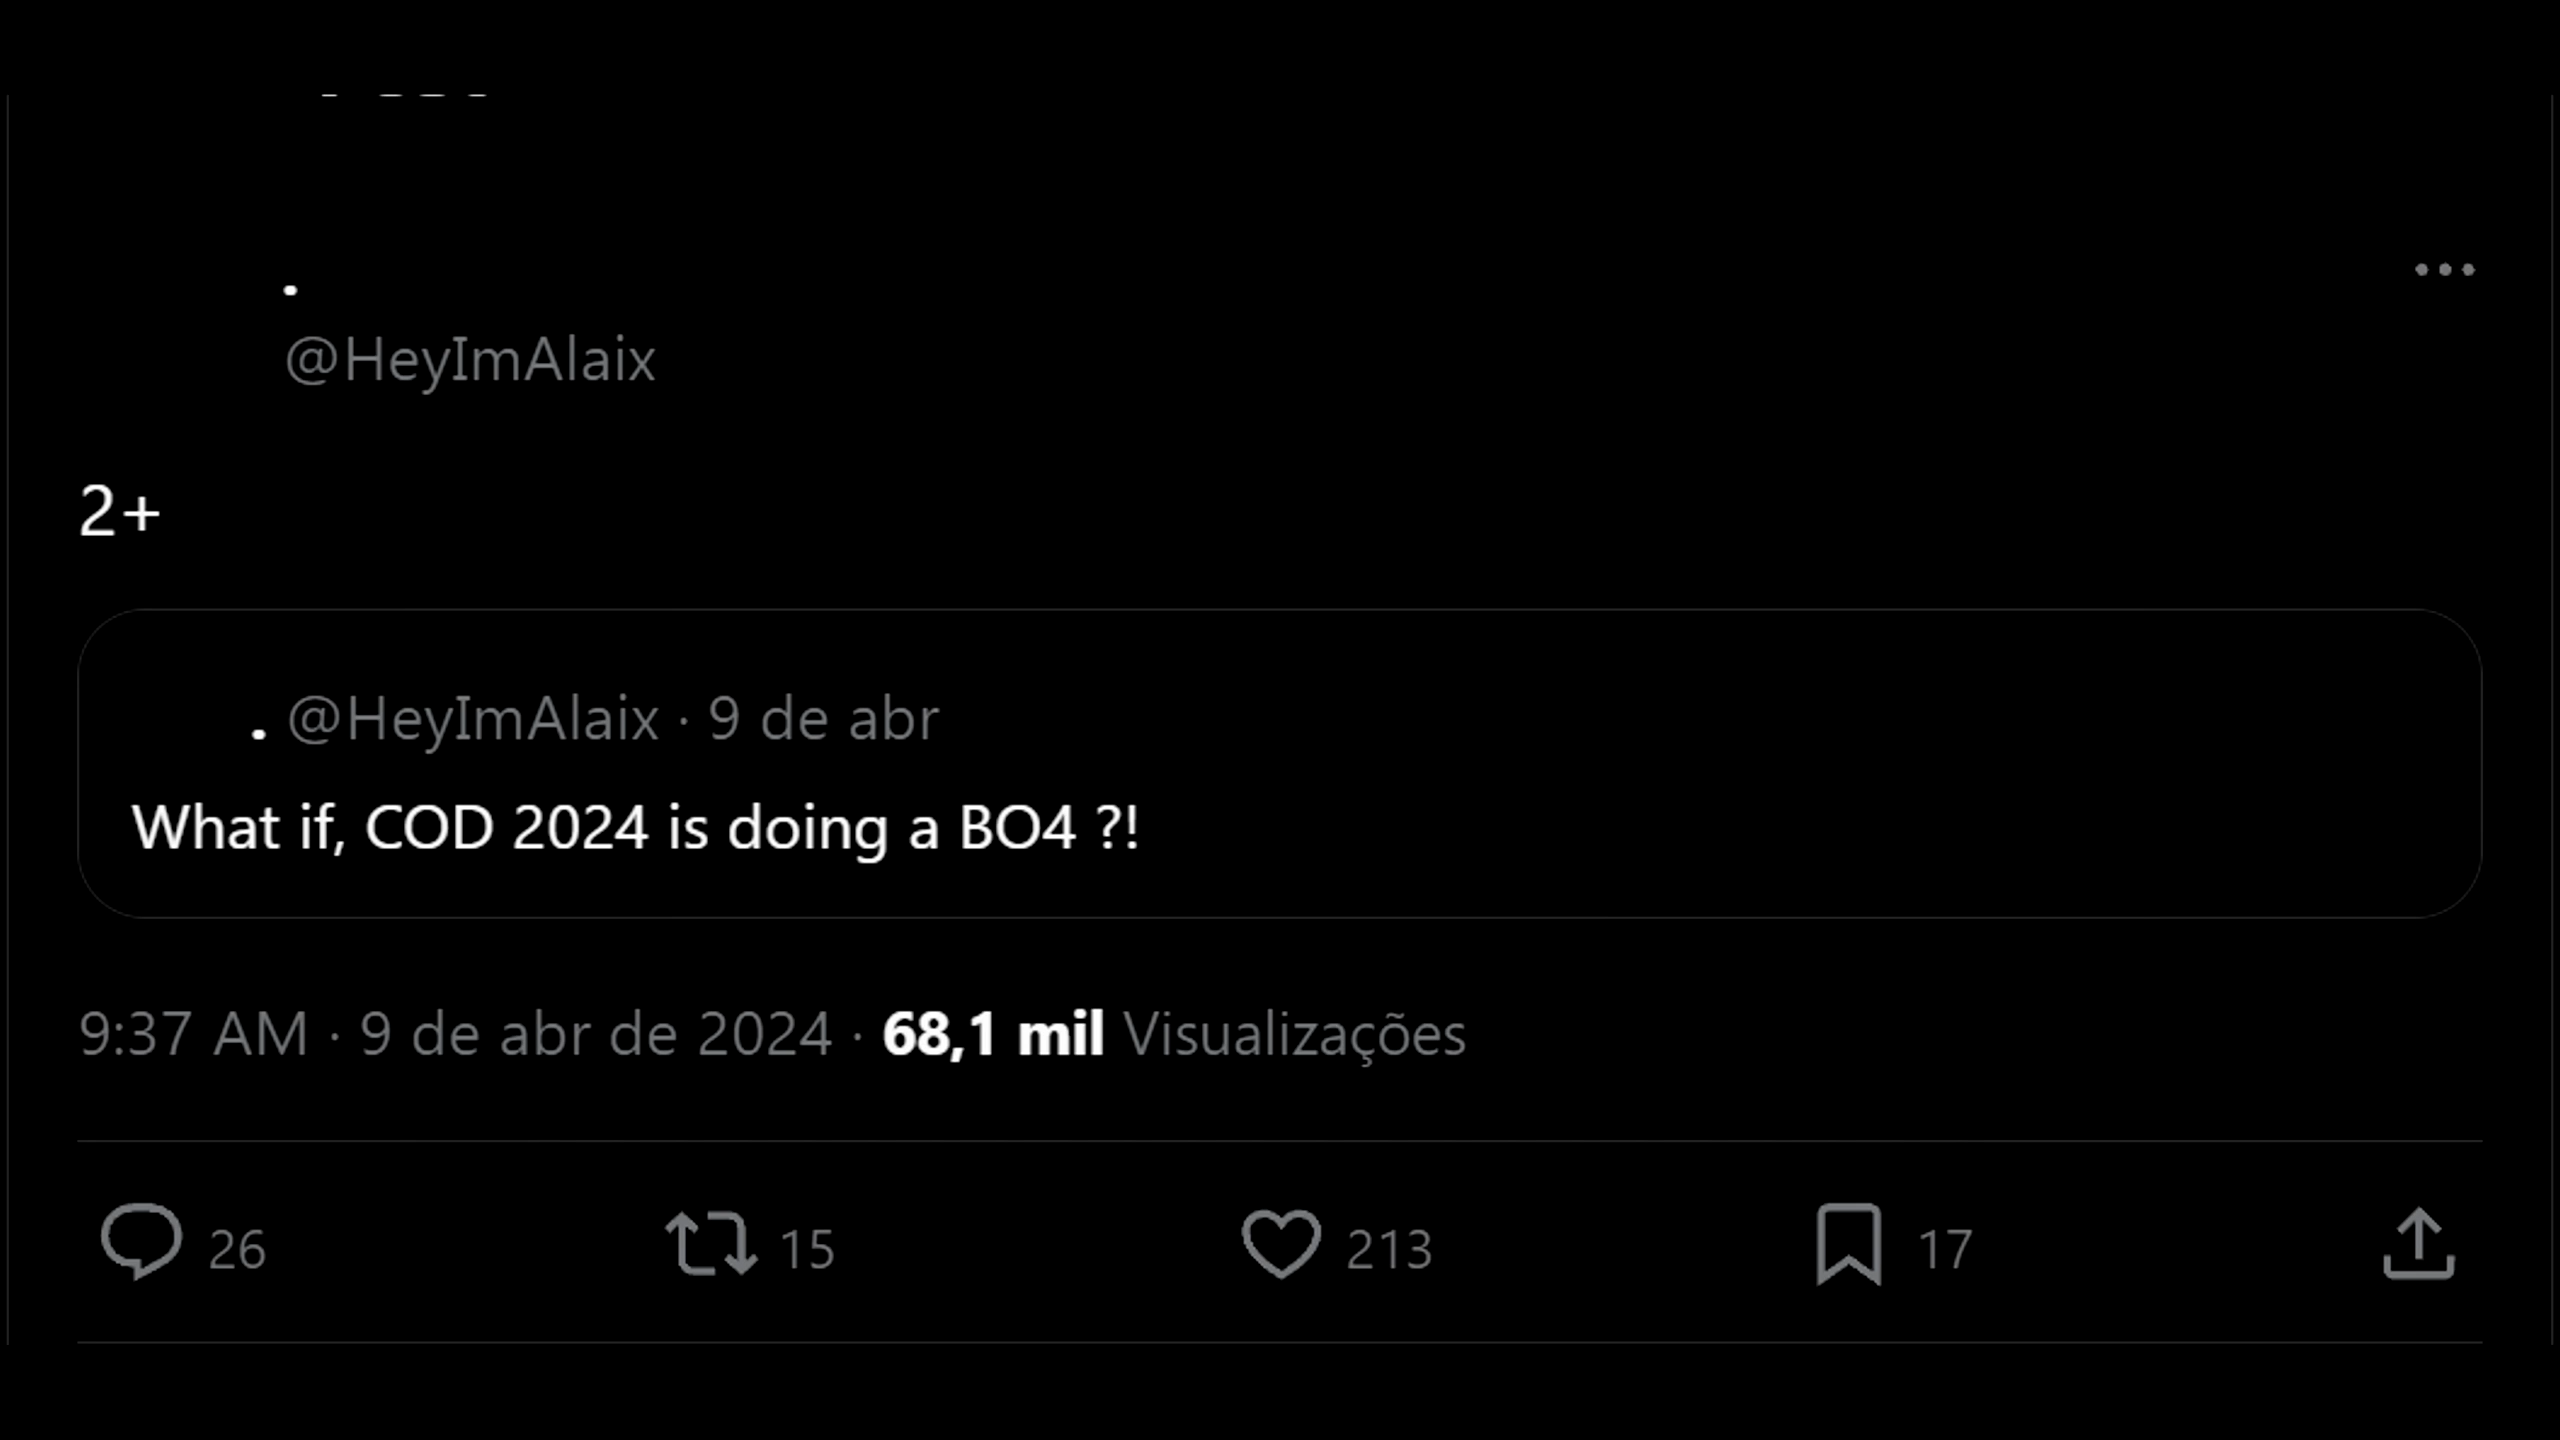 .
@HeyImAlaix
2+
. @HeyImAlaix · 9 de abr
What if, COD 2024 is doing a BO4 ?!
9:37 AM · 9 de abr de 2024 · 68,1 mil Visualizações
26 15 213 17